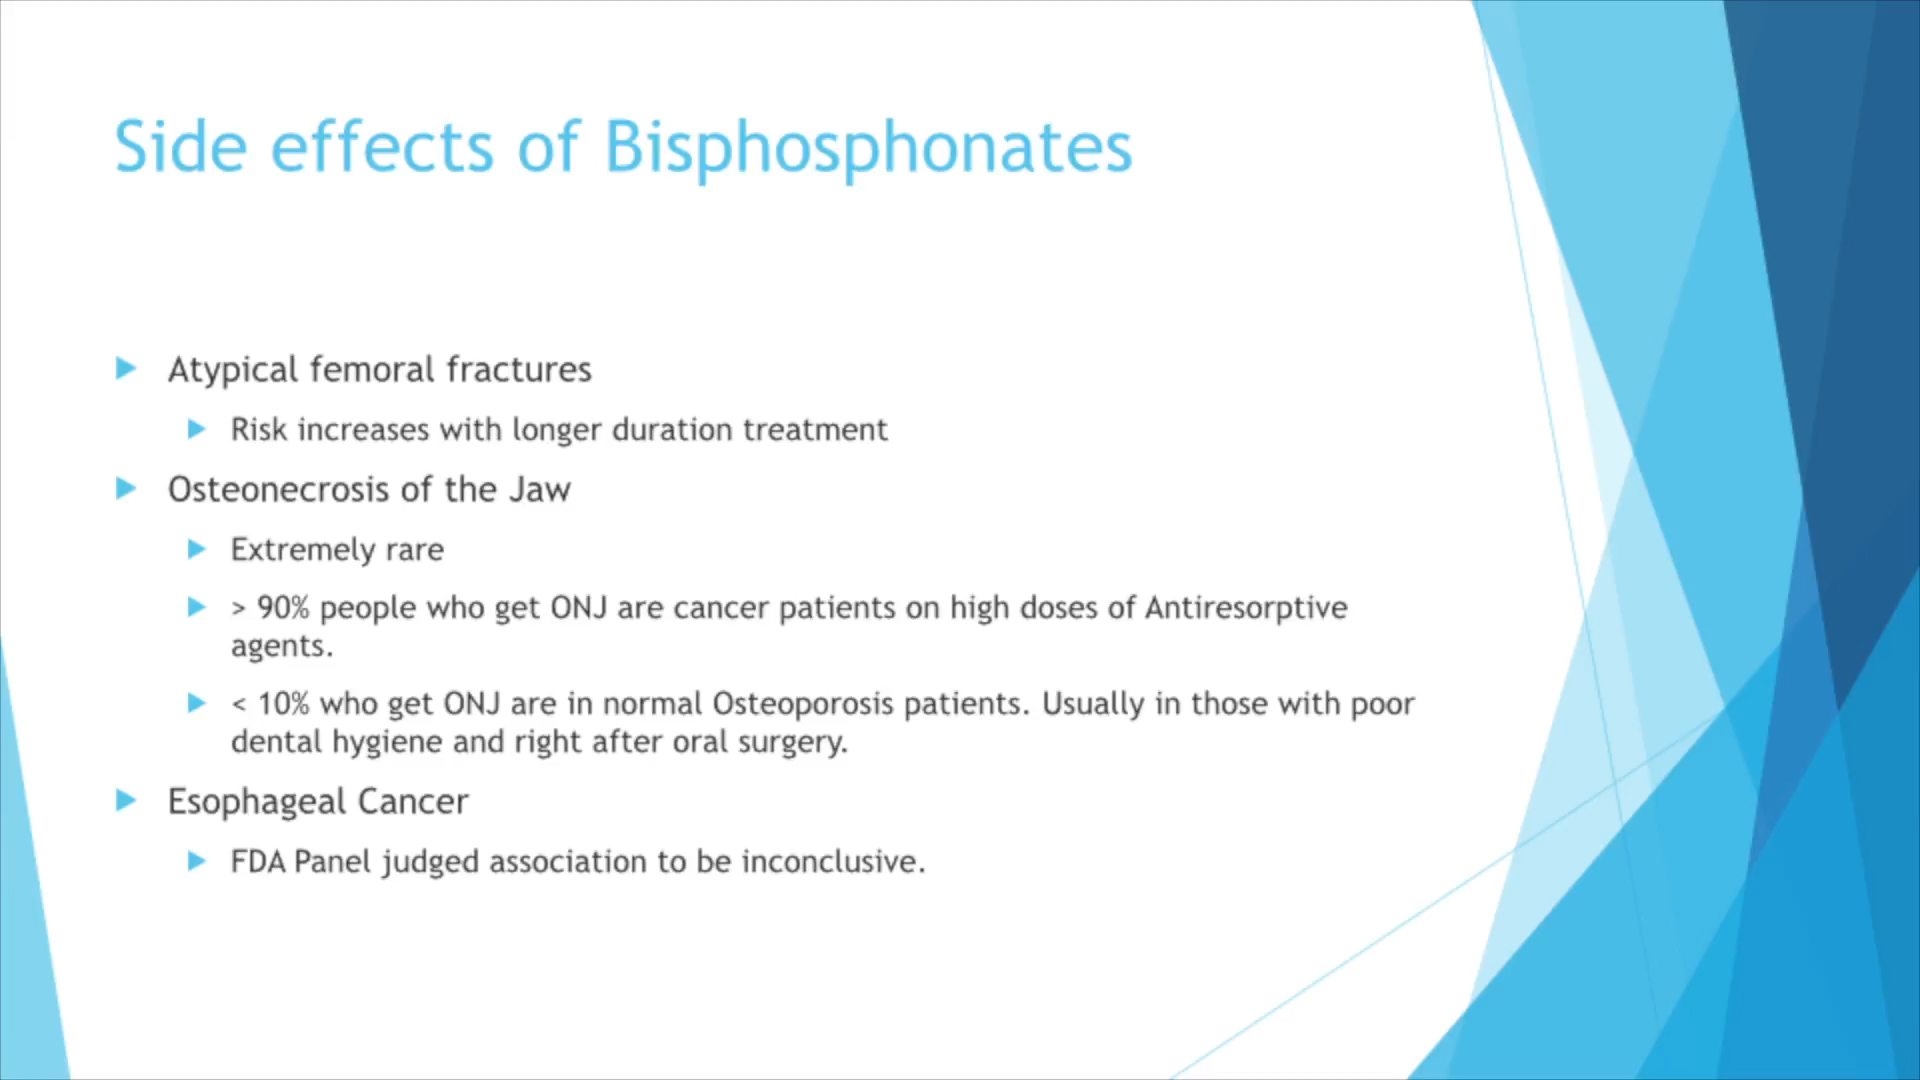 Side effects of Bisphosphonates
Atypical femoral fractures
Risk increases with longer duration treatment
Osteonecrosis of the Jaw
Extremely rare
> 90% people who get ONJ are cancer patients on high doses of Antiresorptive
agents.
< 10% who get ONJ are in normal Osteoporosis patients. Usually in those with poor
dental hygiene and right after oral surgery.
Esophageal Cancer
FDA Panel judged association to be inconclusive.